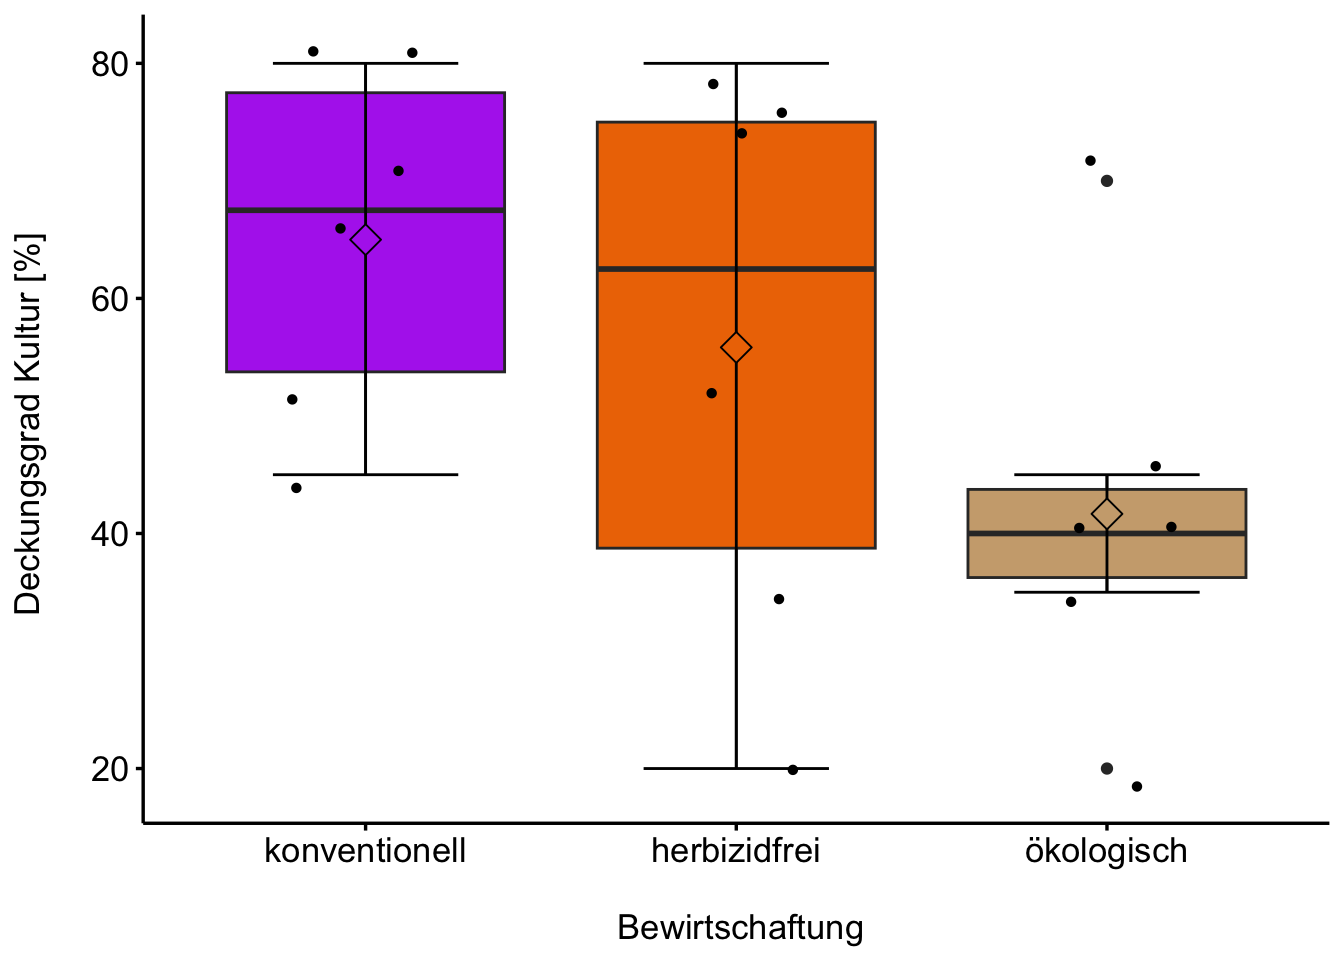 Deckungsgrad Kultur [%]
80
60
40
20
konventionell
herbizidfrei
ökologisch
Bewirtschaftung